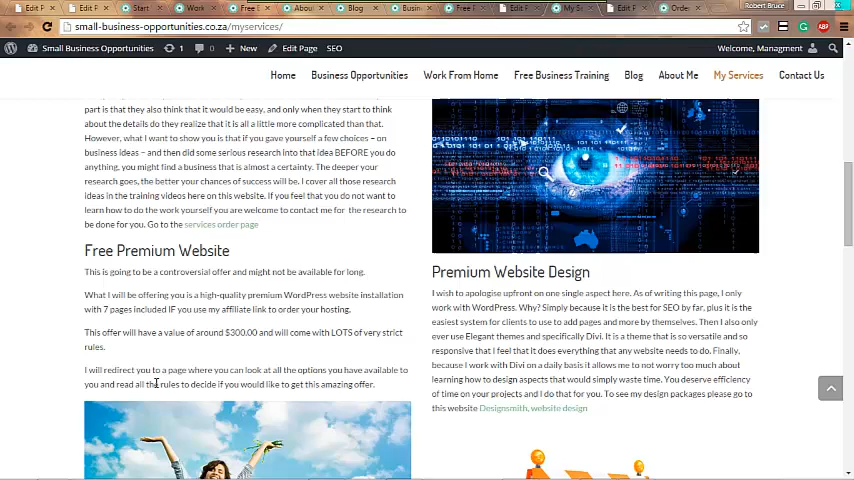 Edit P
Edit P
Start
Work
Free E
Abou
Blog
Busin
Free I
Edit P
My Se
Edit P
Order
Robert Bruce
small-business-opportunities.co.za/myservices/
Small Business Opportunities
1
0
New
Edit Page
SEO
Welcome, Managment
Home
Business Opportunities
Work From Home
Free Business Training
Blog
About Me
My Services
Contact Us
part is that they also think that it would be easy, and only when they start to think
about the details do they realize that it is all a little more complicated than that.
However, what I want to show you is that if you gave yourself a few choices – on
business ideas – and then did some serious research into that idea BEFORE you do
anything, you might find a business that is almost a certainty. The deeper your
research goes, the better your chances of success will be. I cover all those research
ideas in the training videos here on this website. If you feel that you do not want to
learn how to do the work yourself you are welcome to contact me for the research to
be done for you. Go to the services order page
Free Premium Website
This is going to be a controversial offer and might not be available for long.
What I will be offering you is a high-quality premium WordPress website installation
with 7 pages included IF you use my affiliate link to order your hosting.
This offer will have a value of around $300.00 and will come with LOTS of very strict
rules.
I will redirect you to a page where you can look at all the options you have available to
you and read all the rules to decide if you would like to get this amazing offer.
Premium Website Design
I wish to apologise upfront on one single aspect here. As of writing this page, I only
work with WordPress. Why? Simply because it is the best for SEO by far, plus it is the
easiest system for clients to use to add pages and more by themselves. Then I also only
ever use Elegant themes and specifically Divi. It is a theme that is so versatile and so
responsive that I feel that it does everything that any website needs to do. Finally,
because I work with Divi on a daily basis it allows me to not worry too much about
learning how to design aspects that would simply waste time. You deserve efficiency
of time on your projects and I do that for you. To see my design packages please go to
this website Designsmith, website design